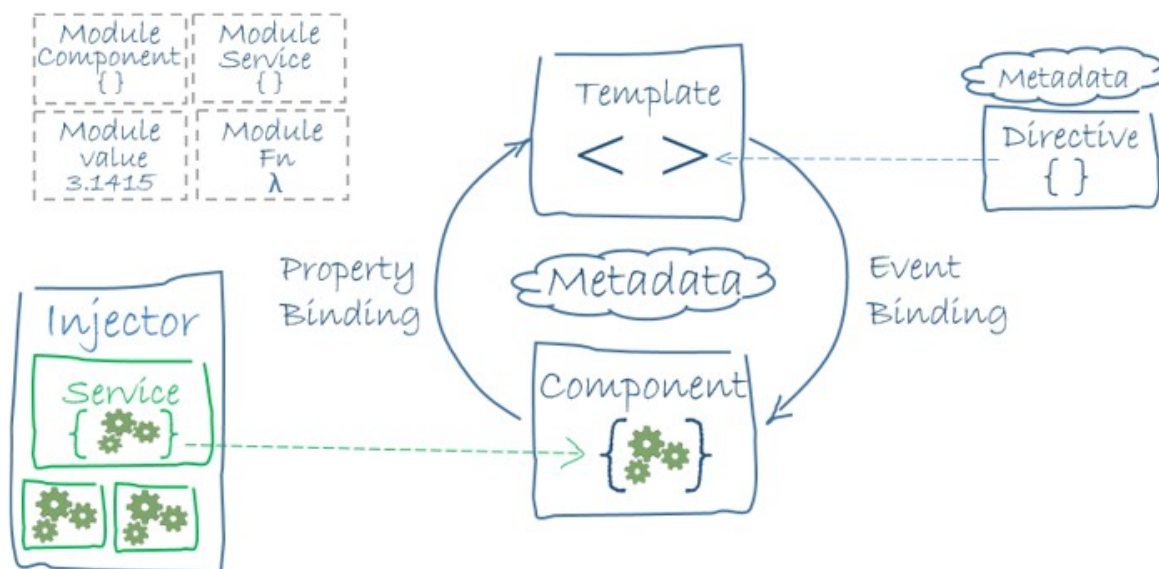 Module
Component
{ }
Module
Service
{ }
Module
value
3.1415
Module
Fn
λ
Template
< >
Metadata
Directive
{ }
Property
Binding
Metadata
Event
Binding
Injector
Service
{ }
Component
{ }